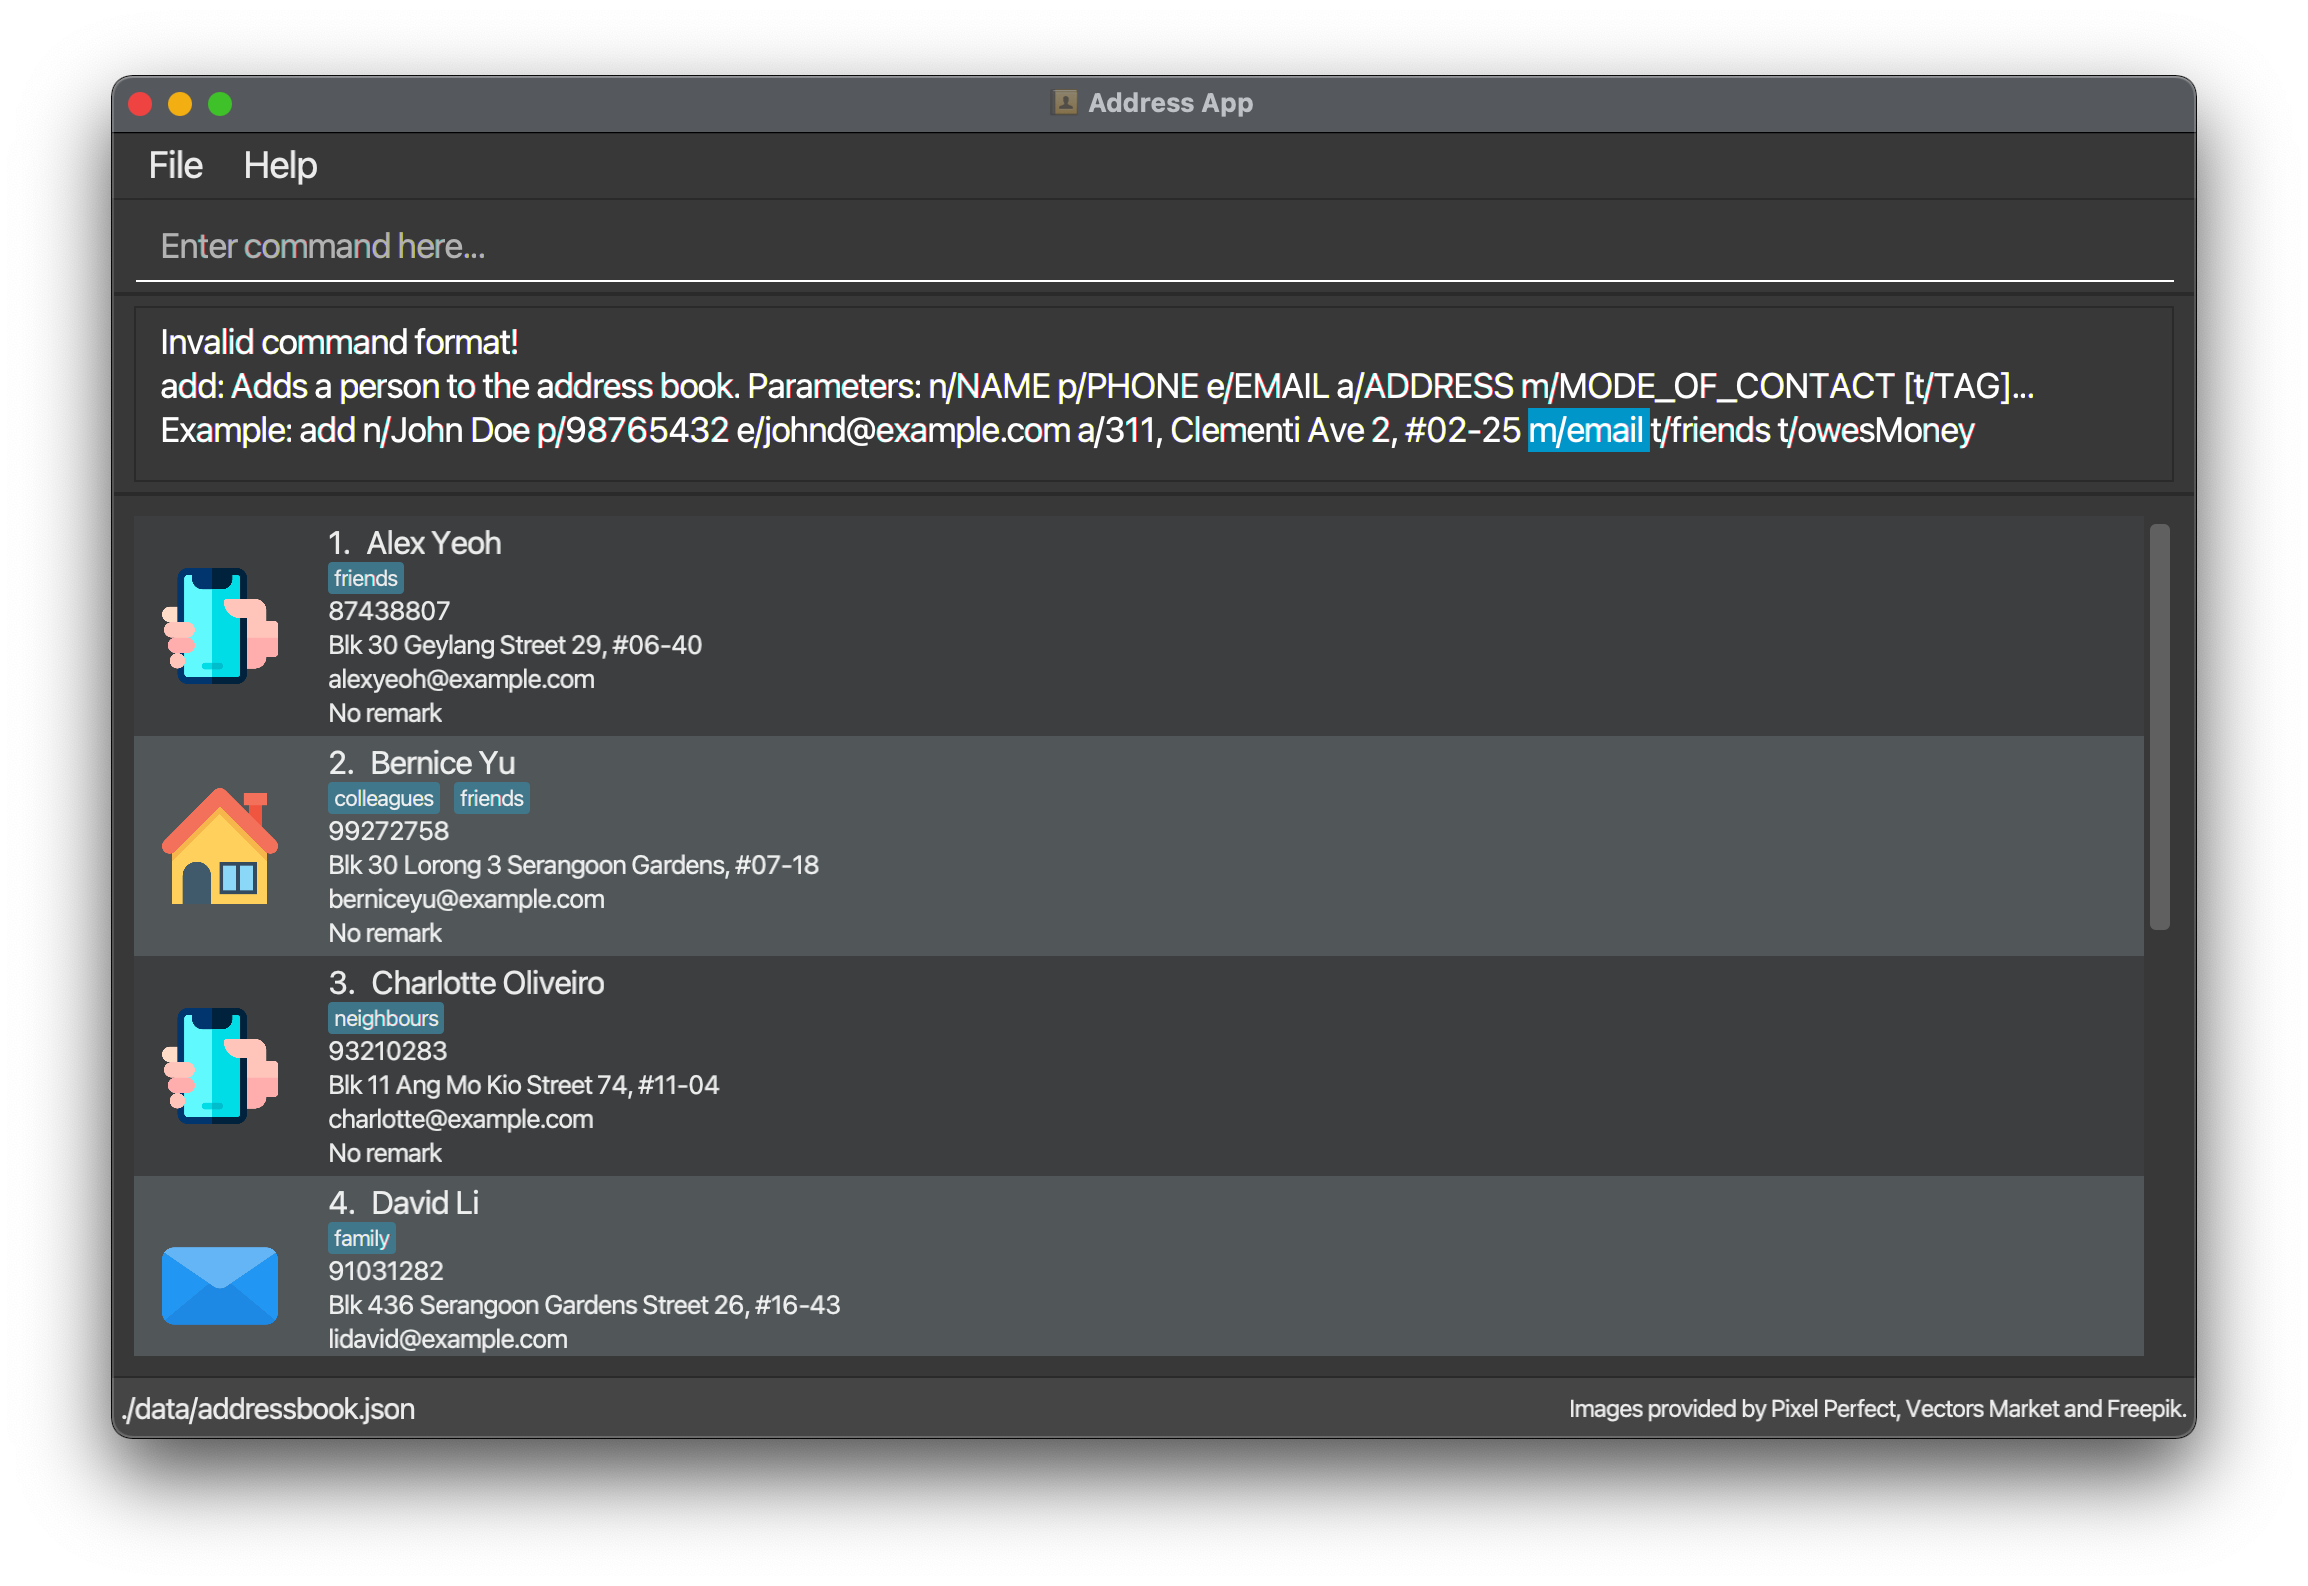 Address App
File Help
Enter command here...
Invalid command format!
add: Adds a person to the address book. Parameters: n/NAME p/PHONE e/EMAIL a/ADDRESS m/MODE_OF_CONTACT [t/TAG]...
Example: add n/John Doe p/98765432 e/johnd@example.com a/311, Clementi Ave 2, #02-25 m/email t/friends t/owesMoney
1. Alex Yeoh
friends
87438807
Blk 30 Geylang Street 29, #06-40
alexyeoh@example.com
No remark
2. Bernice Yu
colleagues friends
99272758
Blk 30 Lorong 3 Serangoon Gardens, #07-18
berniceyu@example.com
No remark
3. Charlotte Oliveiro
neighbours
93210283
Blk 11 Ang Mo Kio Street 74, #11-04
charlotte@example.com
No remark
4. David Li
family
91031282
Blk 436 Serangoon Gardens Street 26, #16-43
lidavid@example.com
./data/addressbook.json
Images provided by Pixel Perfect, Vectors Market and Freepik.